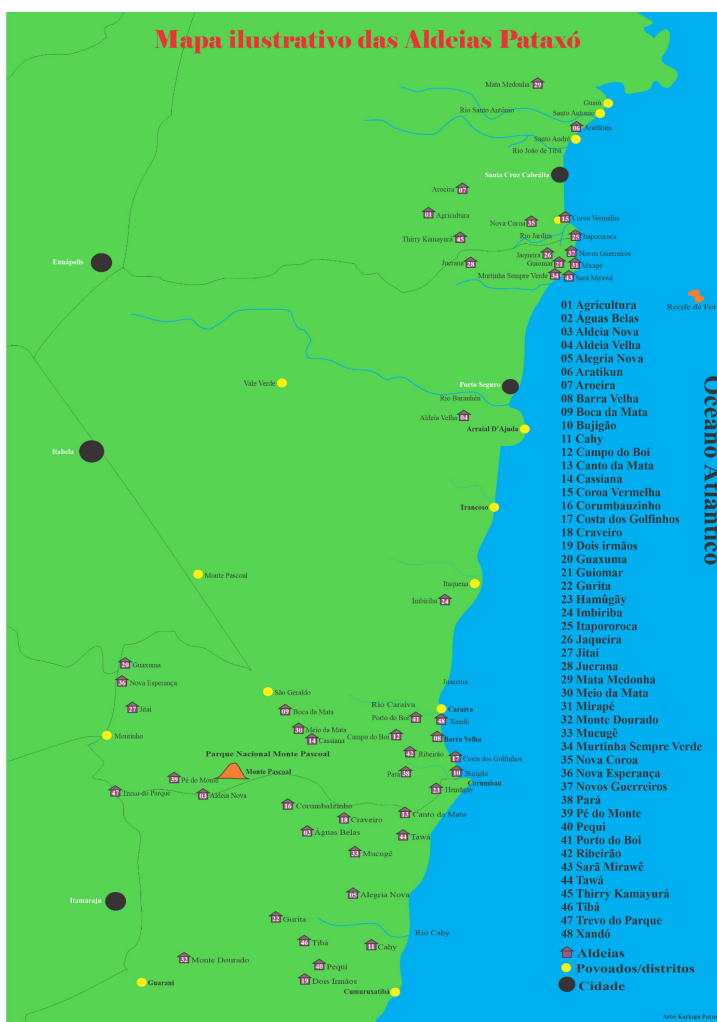 Mapa ilustrativo das Aldeias Pataxó
Mata Medonha 29
Guaiú
Rio Santo Antônio
Santo Antonio
06 Aratikum
Santo André
Rio João de Tiba
Santa Cruz Cabrália
Aroeira 07
01 Agricultura
Nova Coroa 35
15 Coroa Vermelha
Thirry Kamayurá 45
Rio Jardim
25 Itapororoca
Eunápolis
Juerana 28
Jaqueira 26
37 Novos Guerreiros
Guiomar 21
31 Mirapé
Murtinha Sempre Verde 34
43 Sarã Mirawê
Recife de For
Vale Verde
Porto Seguro
Rio Buranhén
Aldeia Velha 04
Arraial D'Ajuda
Itabela
Trancoso
Monte Pascoal
Itaquena
Imbiriba 24
20 Guaxuma
36 Nova Esperança
27 Jitai
São Geraldo
09 Boca da Mata
Rio Caraiva
Caraiva
Porto do Boi 41
48 Xandó
Montinho
30 Meio da Mata
14 Cassiana
Campo do Boi 12
08 Barra Velha
Parque Nacional Monte Pascoal
42 Ribeirão
17 Costa dos Golfinhos
Monte Pascoal
39 Pé do Monte
Pará 38
10 Bujigão
Corumbau
47 Trevo do Parque
03 Aldeia Nova
23 Hamûgãy
16 Corumbalzinho
18 Craveiro
13 Canto da Mata
02 Águas Belas
44 Tawá
33 Mucugê
Itamaraju
05 Alegria Nova
22 Gurita
Rio Cahy
46 Tibá
11 Cahy
32 Monte Dourado
40 Pequi
Guarani
19 Dois Irmãos
Cumuruxatiba
Oceano Atlântico
01 Agricultura
02 Águas Belas
03 Aldeia Nova
04 Aldeia Velha
05 Alegria Nova
06 Aratikun
07 Aroeira
08 Barra Velha
09 Boca da Mata
10 Bujigão
11 Cahy
12 Campo do Boi
13 Canto da Mata
14 Cassiana
15 Coroa Vermelha
16 Corumbauzinho
17 Costa dos Golfinhos
18 Craveiro
19 Dois irmãos
20 Guaxuma
21 Guiomar
22 Gurita
23 Hamûgãy
24 Imbiriba
25 Itapororoca
26 Jaqueira
27 Jitaí
28 Juerana
29 Mata Medonha
30 Meio da Mata
31 Mirapé
32 Monte Dourado
33 Mucugê
34 Murtinha Sempre Verde
35 Nova Coroa
36 Nova Esperança
37 Novos Guerreiros
38 Pará
39 Pé do Monte
40 Pequi
41 Porto do Boi
42 Ribeirão
43 Sarã Mirawê
44 Tawá
45 Thirry Kamayurá
46 Tibá
47 Trevo do Parque
48 Xandó
Aldeias
Povoados/distritos
Cidade